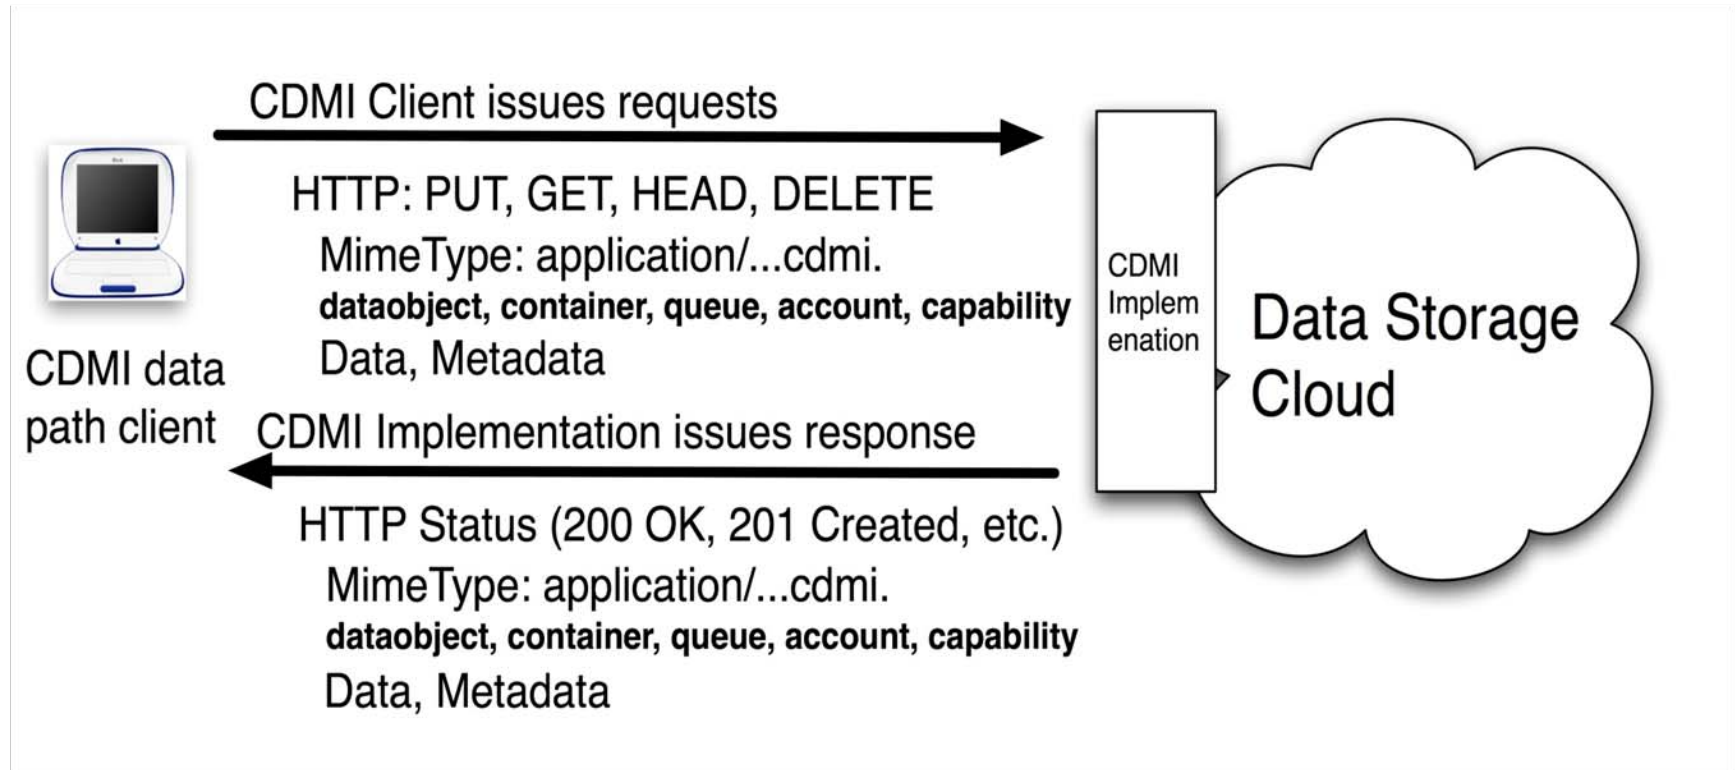 CDMI Client issues requests
HTTP: PUT, GET, HEAD, DELETE
MimeType: application/...cdmi.
dataobject, container, queue, account, capability
Data, Metadata
CDMI data
path client
CDMI Implementation issues response
HTTP Status (200 OK, 201 Created, etc.)
MimeType: application/...cdmi.
dataobject, container, queue, account, capability
Data, Metadata
CDMI
Implem
enation
Data Storage
Cloud